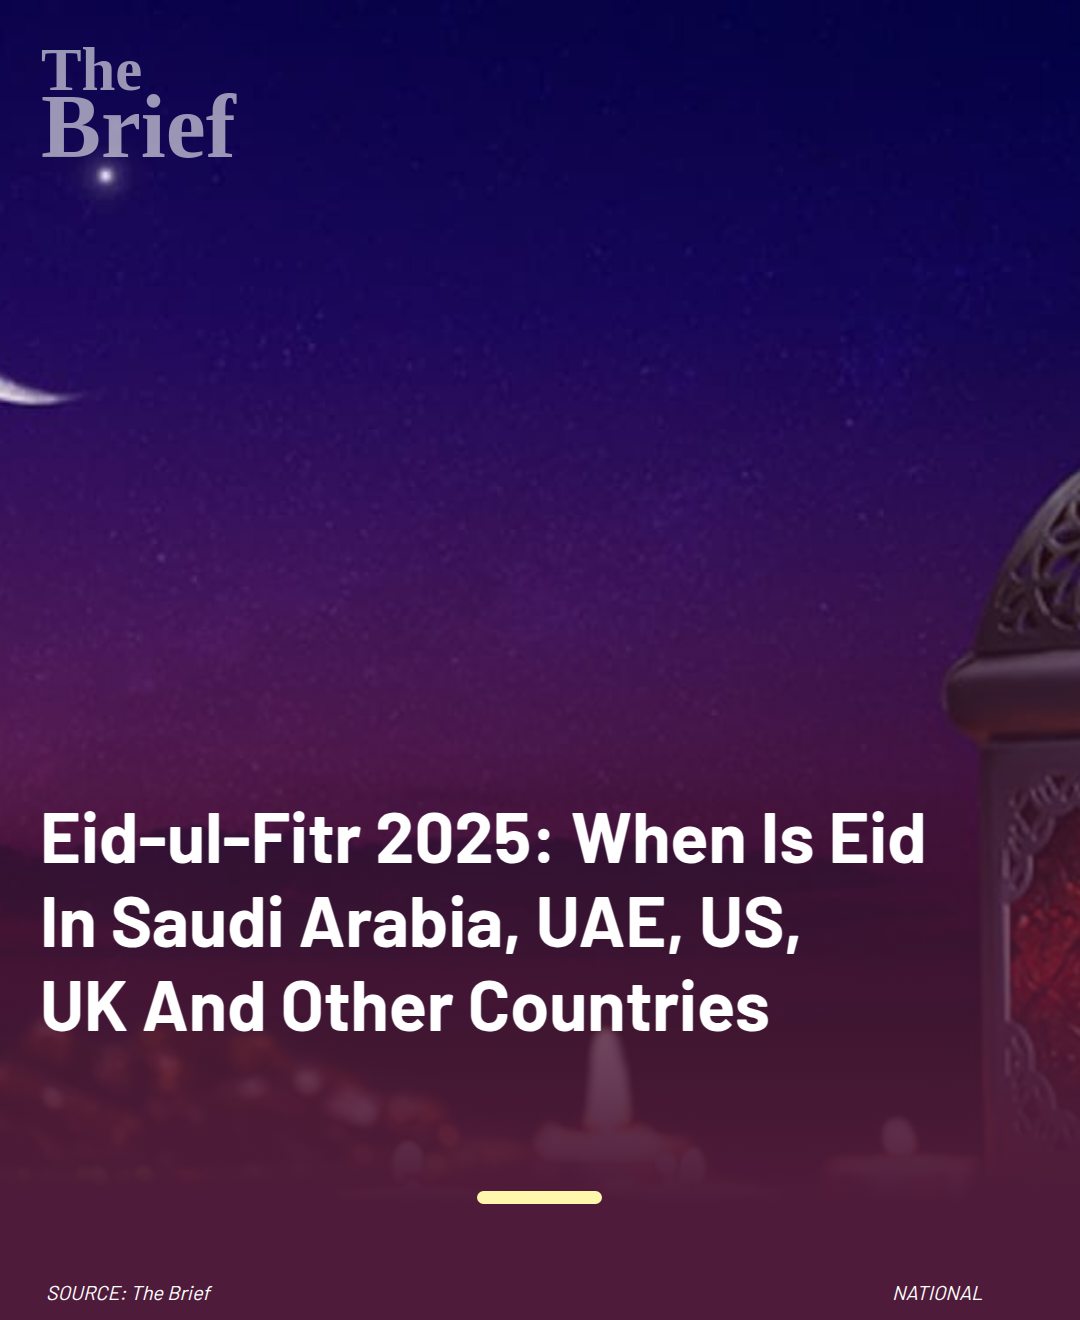 The
Brief
Eid-ul-Fitr 2025: When Is Eid
In Saudi Arabia, UAE, US,
UK And Other Countries
SOURCE: The Brief
NATIONAL